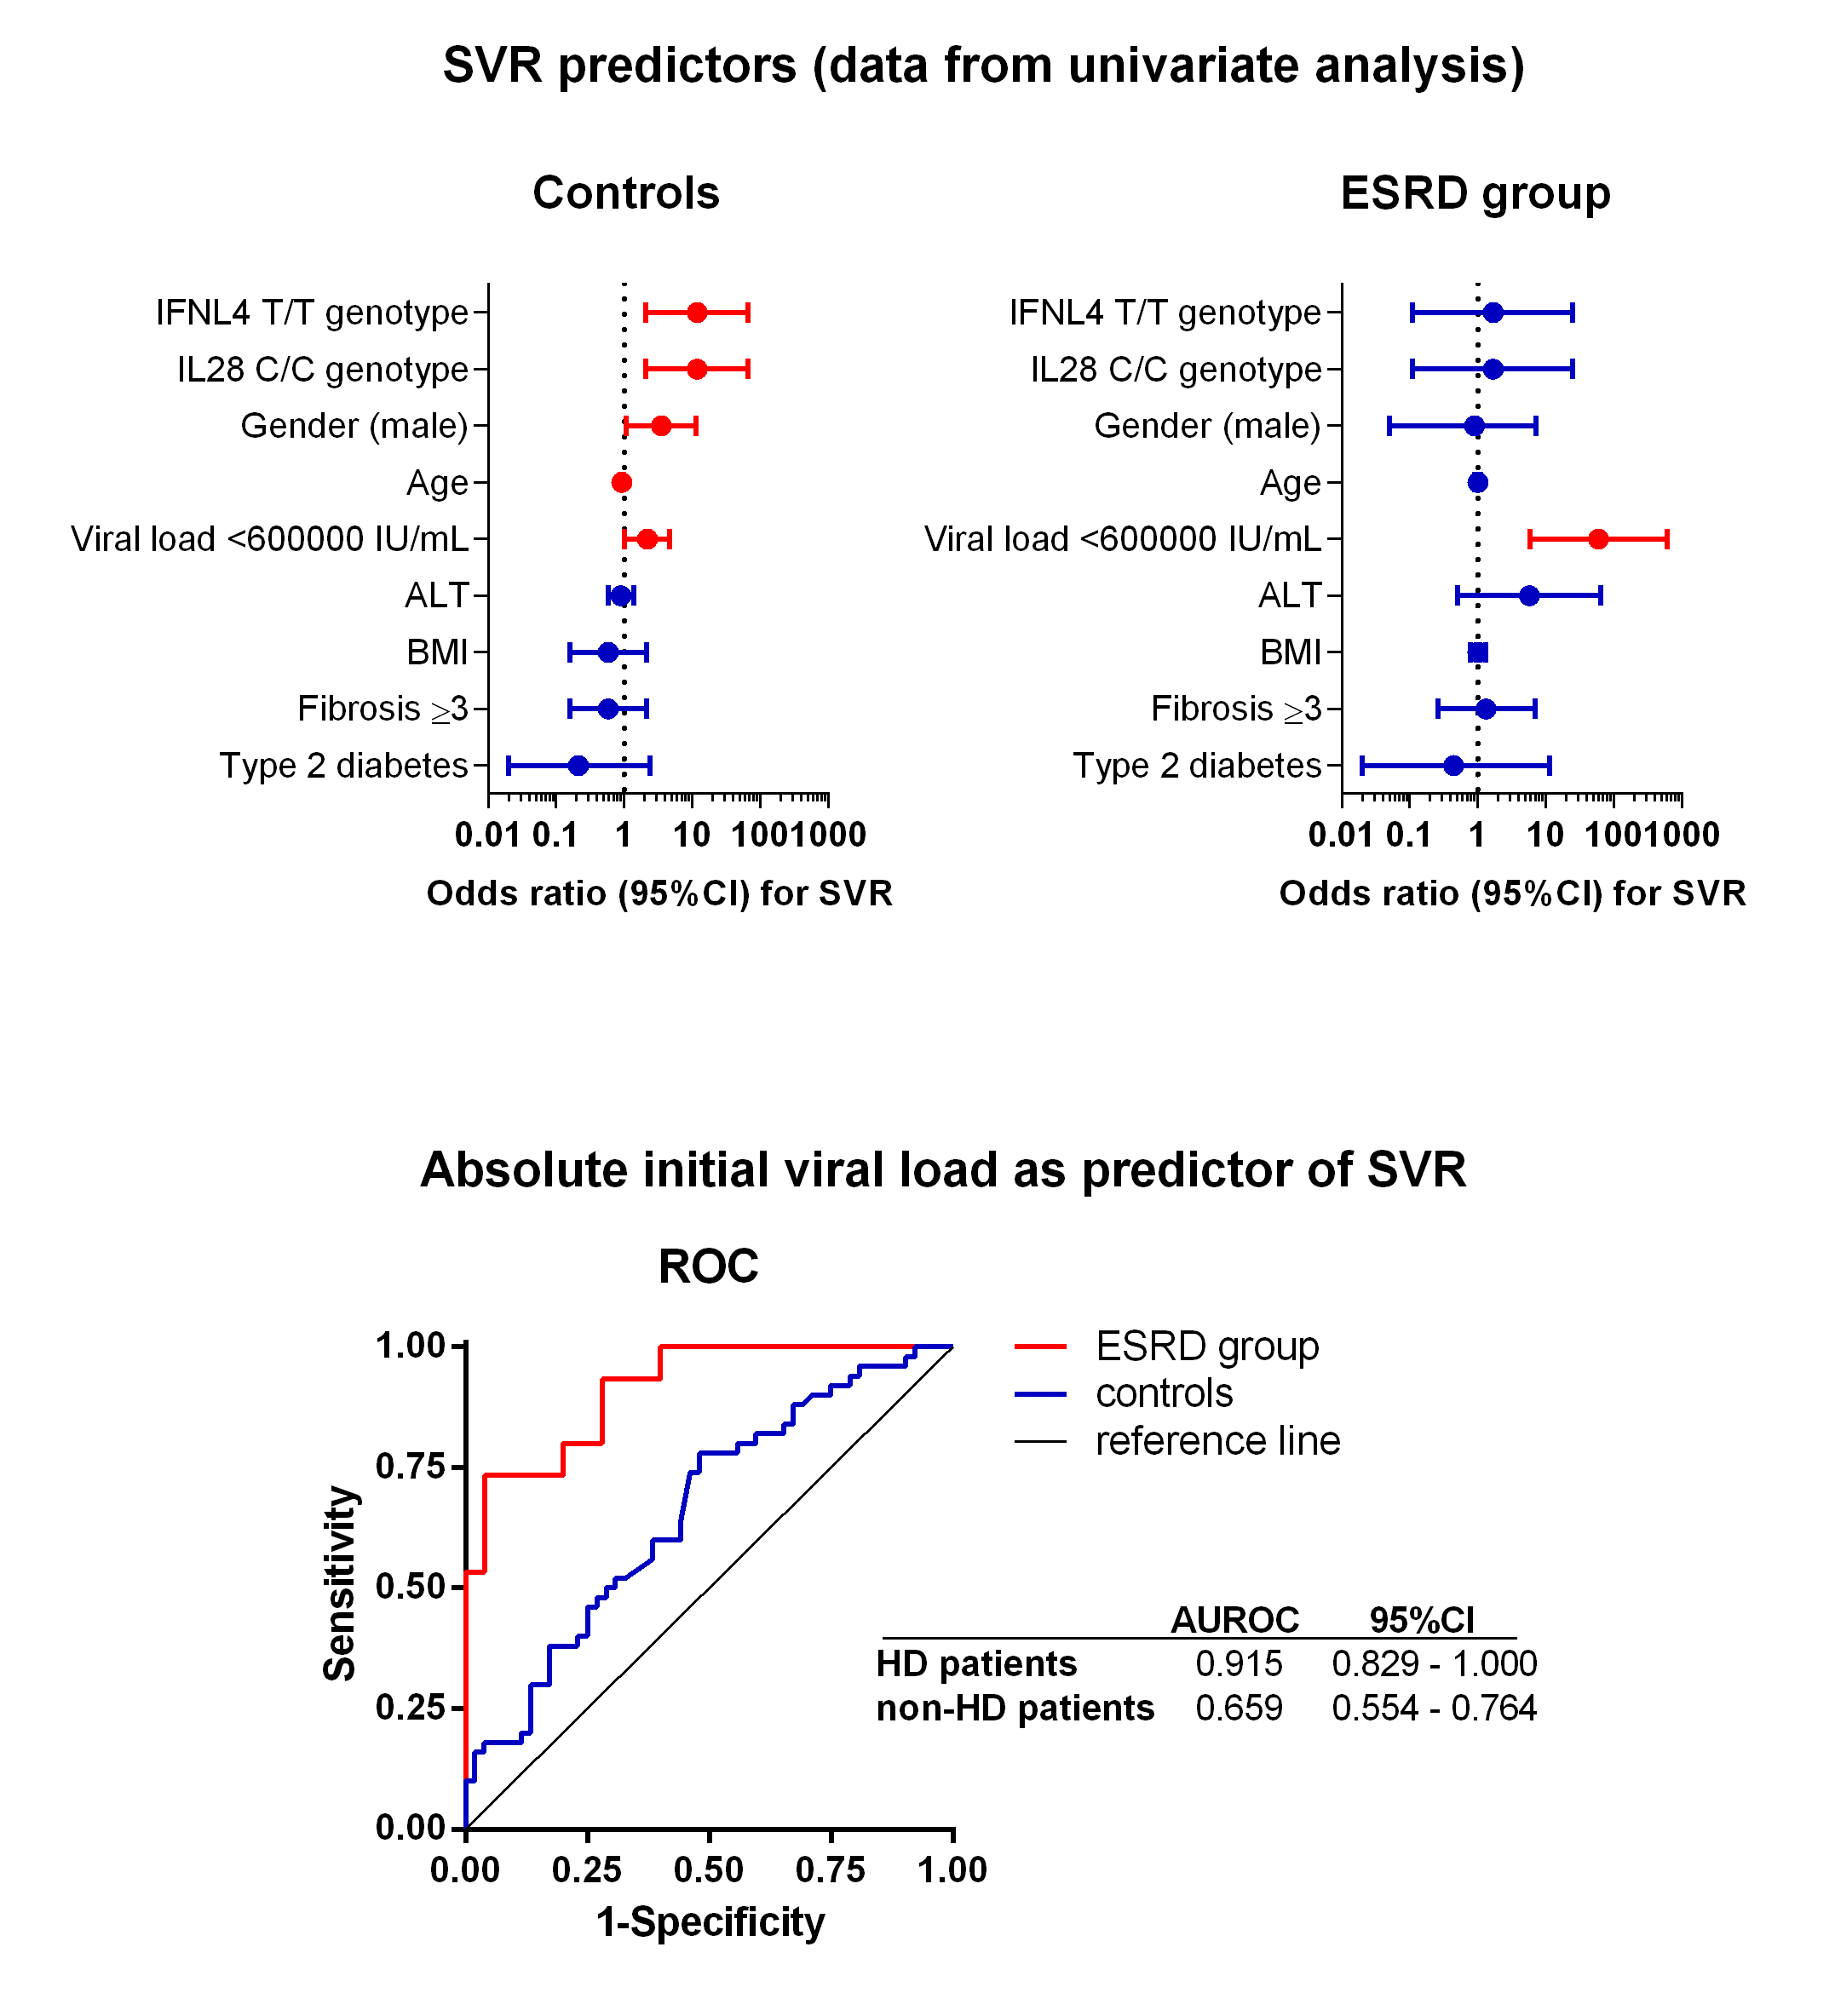 SVR predictors (data from univariate analysis)
Controls
IFNL4 T/T genotype
IL28 C/C genotype
Gender (male)
Age
Viral load <600000 IU/mL
ALT
BMI
Fibrosis ≥3
Type 2 diabetes
0.01 0.1 1 10 100 1000
Odds ratio (95%CI) for SVR
ESRD group
IFNL4 T/T genotype
IL28 C/C genotype
Gender (male)
Age
Viral load <600000 IU/mL
ALT
BMI
Fibrosis ≥3
Type 2 diabetes
0.01 0.1 1 10 100 1000
Odds ratio (95%CI) for SVR
Absolute initial viral load as predictor of SVR
ROC
1.00
0.75
0.50
0.25
0.00
Sensitivity
0.00 0.25 0.50 0.75 1.00
1-Specificity
ESRD group
controls
reference line
AUROC 95%CI
HD patients 0.915 0.829 - 1.000
non-HD patients 0.659 0.554 - 0.764